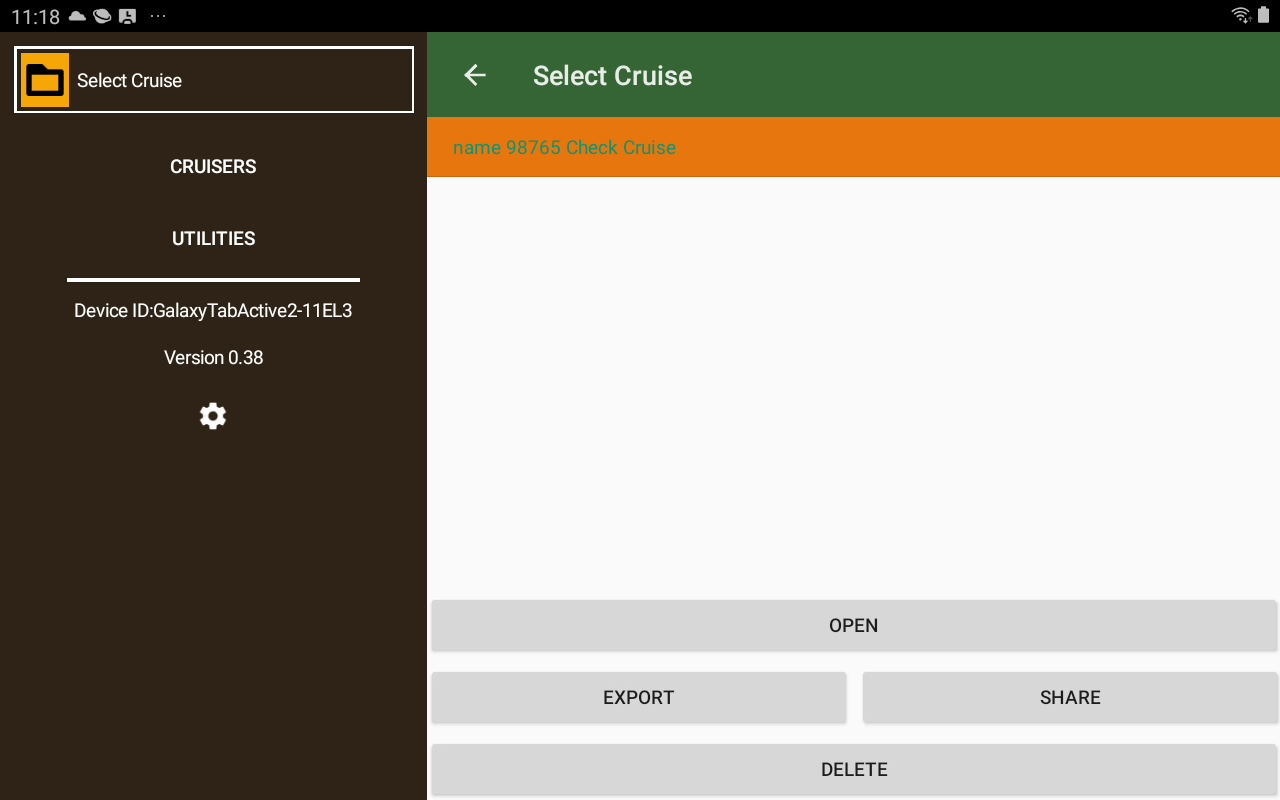 11:18
Select Cruise
CRUISERS
UTILITIES
Device ID:GalaxyTabActive2-11EL3
Version 0.38
Select Cruise
name 98765 Check Cruise
OPEN
EXPORT
SHARE
DELETE